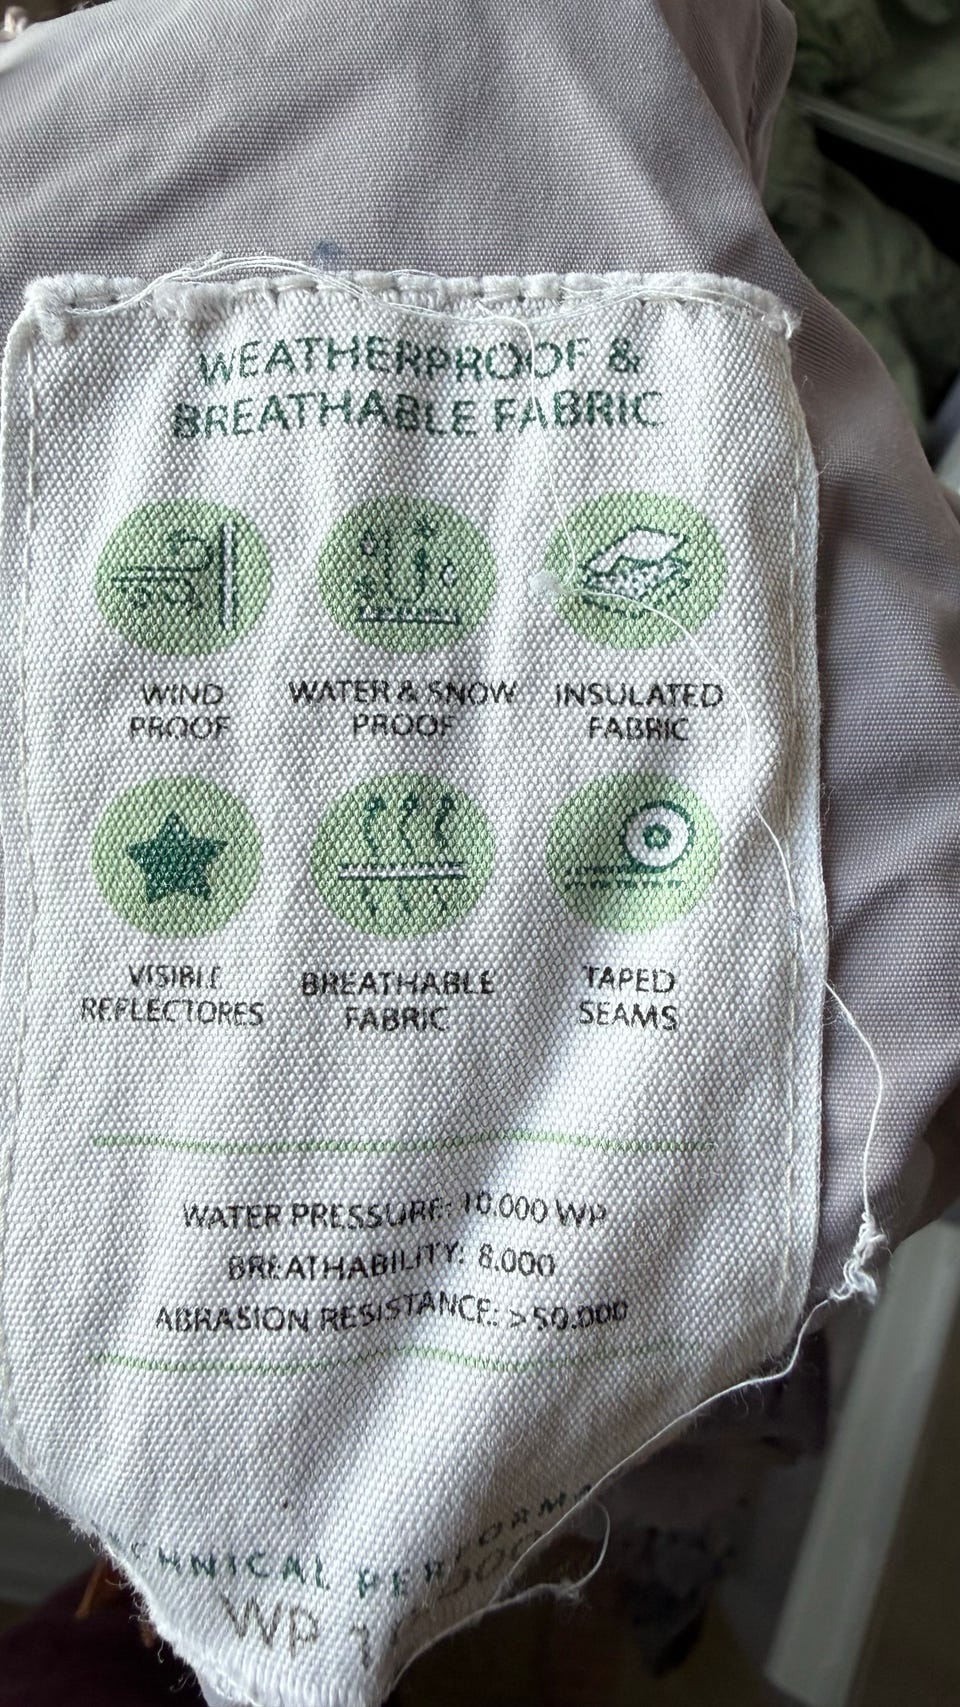 WEATHERPROOF &
BREATHABLE FABRIC
WIND
PROOF
WATER & SNOW
PROOF
INSULATED
FABRIC
VISIBLE
REFLECTORES
BREATHABLE
FABRIC
TAPED
SEAMS
WATER PRESSURE: 10.000 WP
BREATHABILITY: 8.000
ABRASION RESISTANCE: >50.000
WP